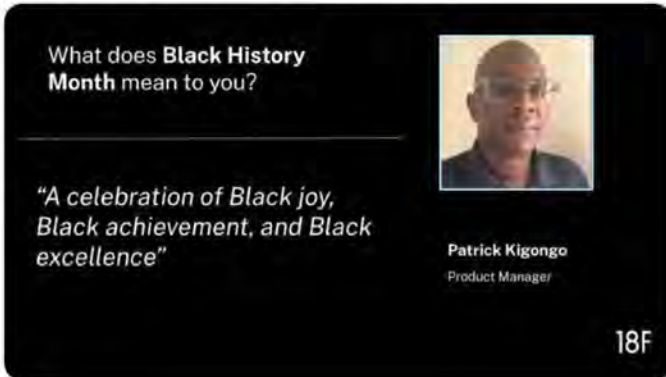 What does Black History
Month mean to you?
“A celebration of Black joy,
Black achievement, and Black
excellence”
Patrick Kigongo
Product Manager
18F